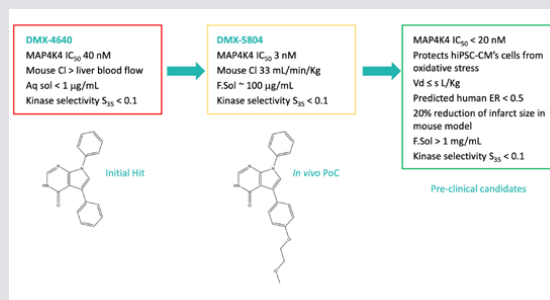 DMX-4640
MAP4K4 IC50 40 nM
Mouse Cl > liver blood flow
Aq sol < 1 μg/mL
Kinase selectivity S35 < 0.1
Initial Hit
DMX-5804
MAP4K4 IC50 3 nM
Mouse Cl 33 mL/min/Kg
F.Sol ~ 100 μg/mL
Kinase selectivity S35 < 0.1
In vivo PoC
MAP4K4 IC50 < 20 nM
Protects hiPSC-CM's cells from
oxidative stress
Vd ≤ s L/Kg
Predicted human ER < 0.5
20% reduction of infarct size in
mouse model
F.Sol > 1 mg/mL
Kinase selectivity S35 < 0.1
Pre-clinical candidates
N
N
N
HN
O
N
N
N
HN
O
O
O